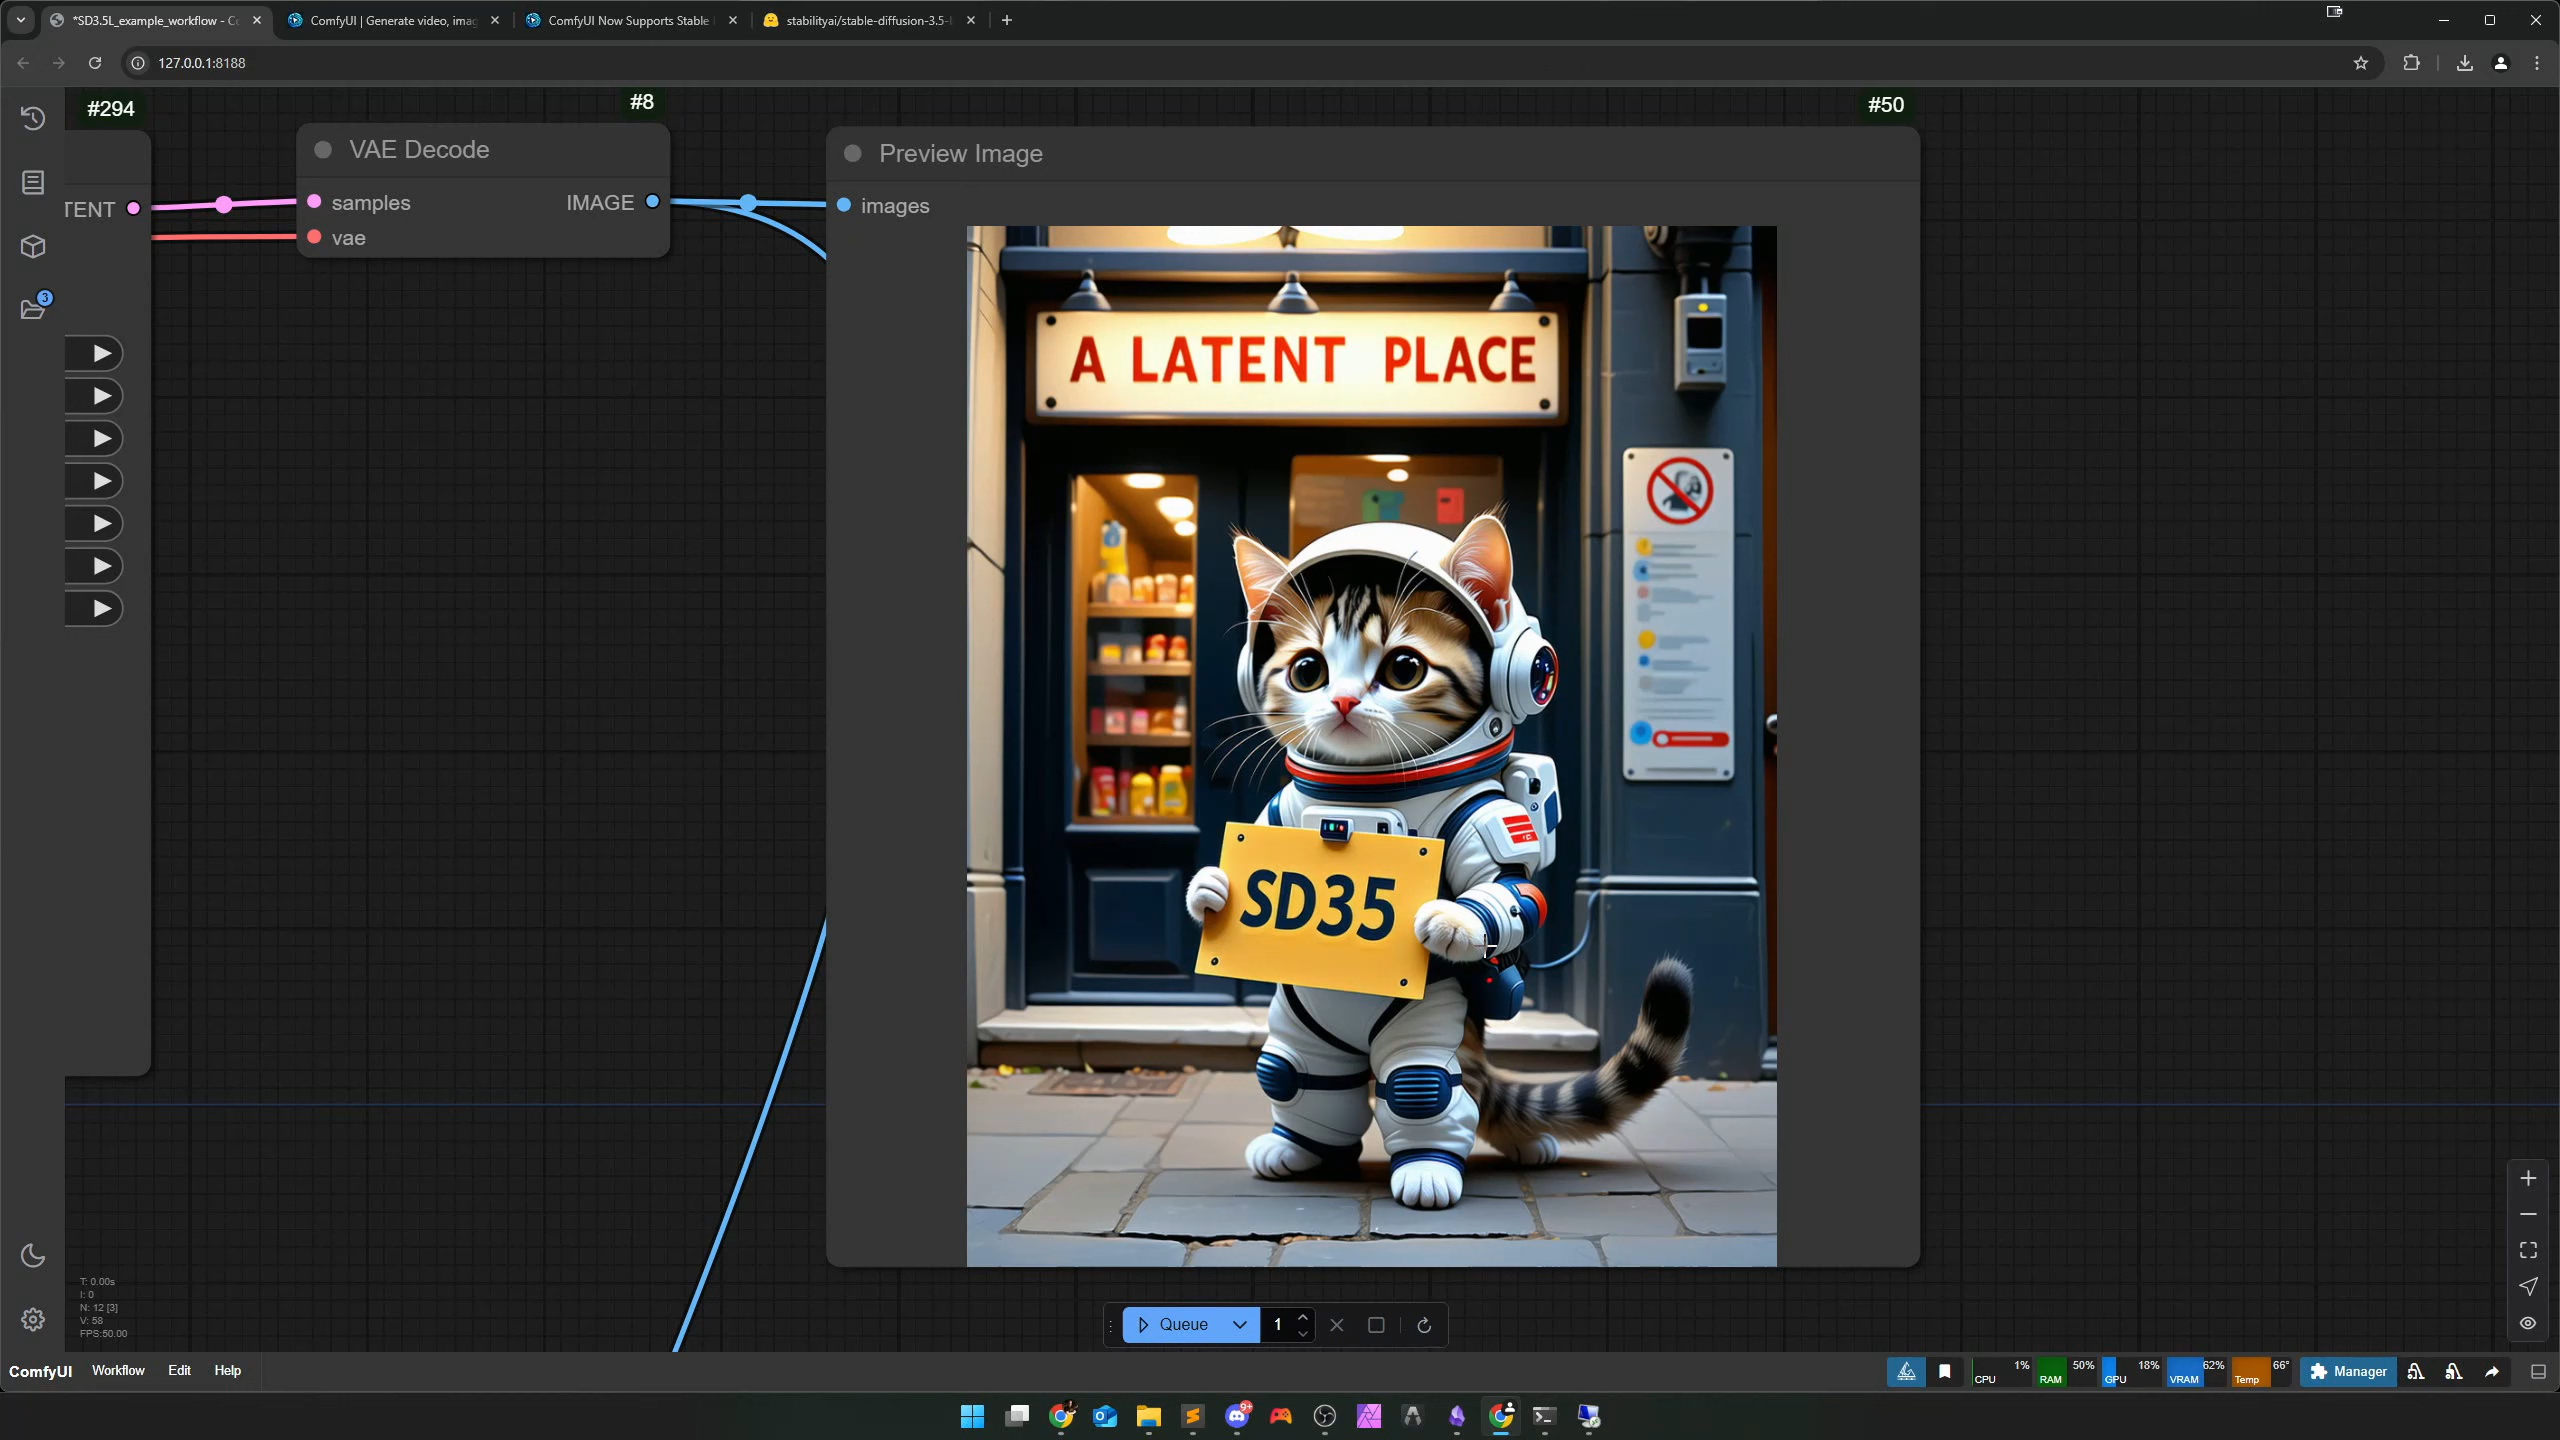 *SD3.5L_example_workflow - C
ComfyUI | Generate video, imag
ComfyUI Now Supports Stable
stabilityai/stable-diffusion-3.5-
127.0.0.1:8188
#294
#8
#50
VAE Decode
Preview Image
TENT
samples
IMAGE
images
vae
3
A LATENT PLACE
SD35
T: 0.00s
I: 0
N: 12 [3]
V: 58
FPS:50.00
Queue
1
ComfyUI
Workflow
Edit
Help
CPU 1%
RAM 50%
GPU 18%
VRAM 62%
Temp 66°
Manager
9+